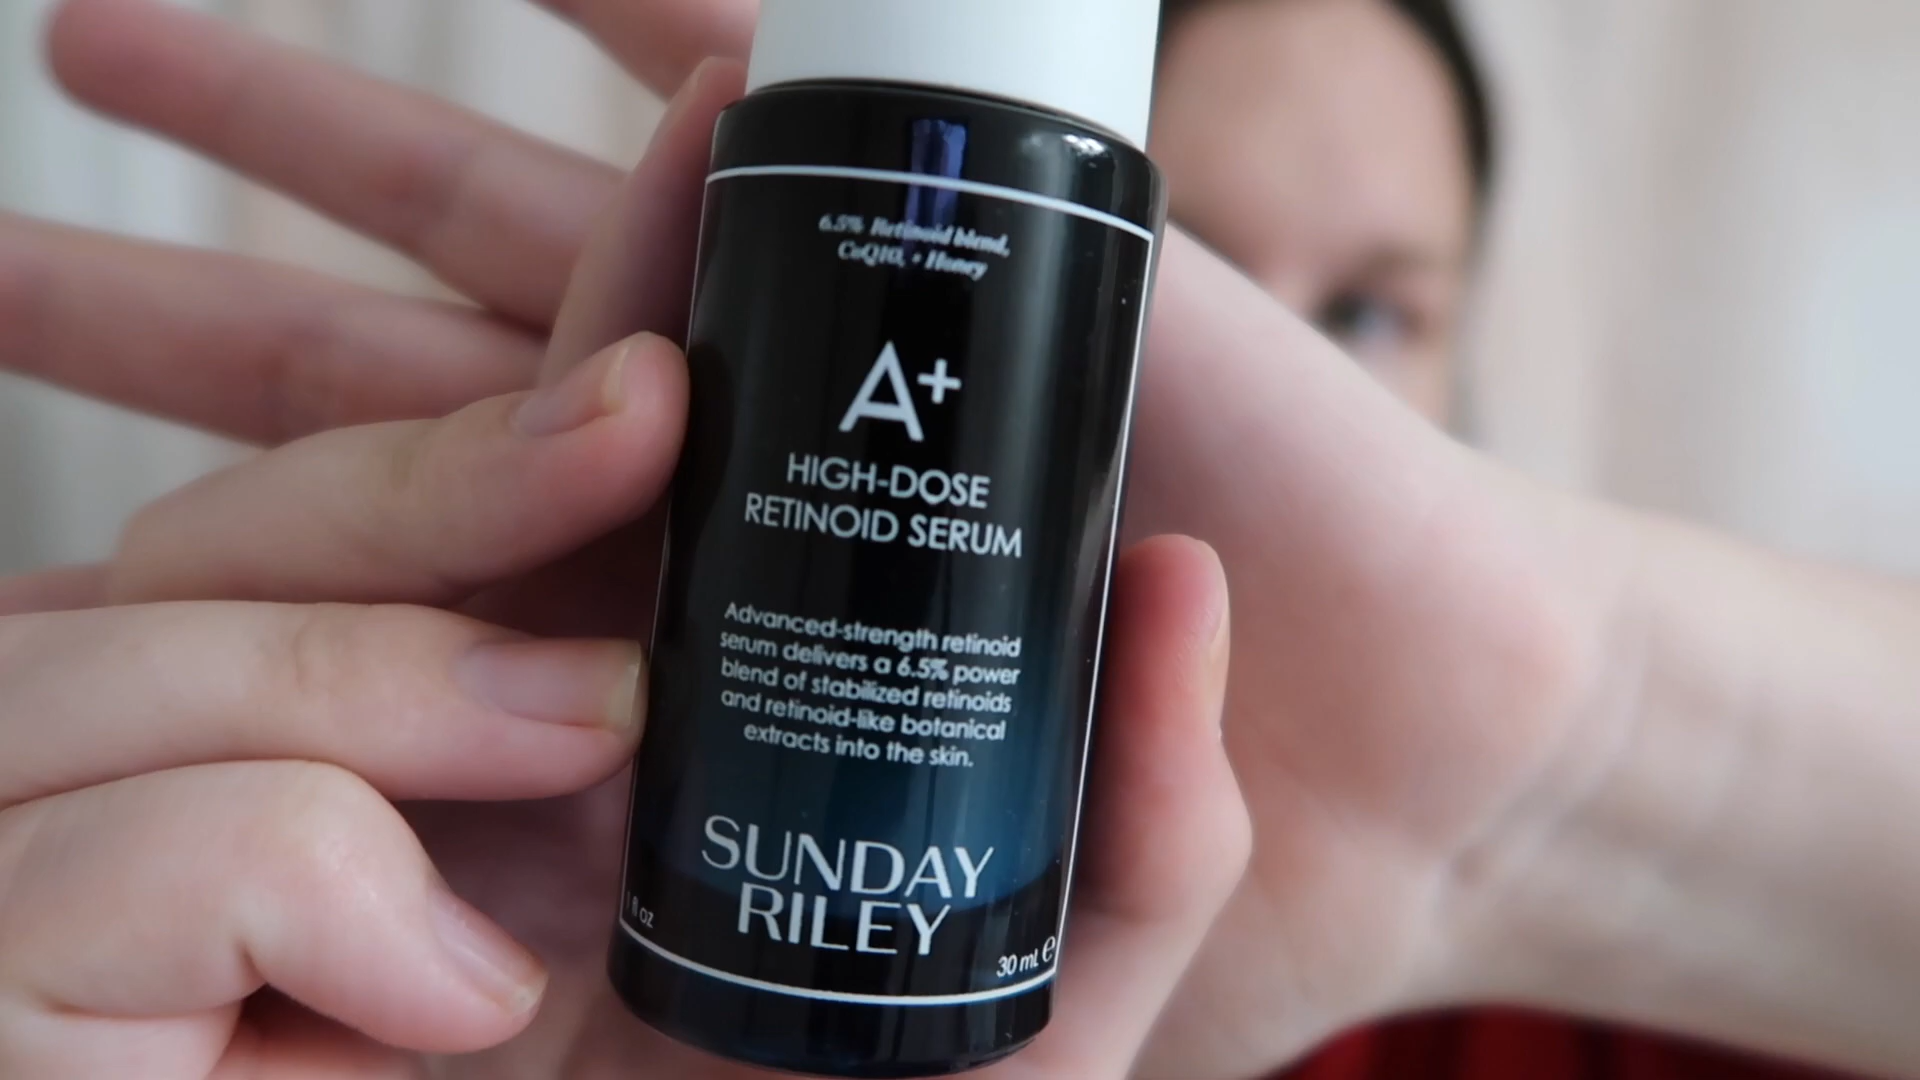 6.5% Retinoid blend,
CoQ10, + Honey
A+
HIGH-DOSE
RETINOID SERUM
Advanced-strength retinoid
serum delivers a 6.5% power
blend of stabilized retinoids
and retinoid-like botanical
extracts into the skin.
SUNDAY
RILEY
1 fl oz
30 mL ℮